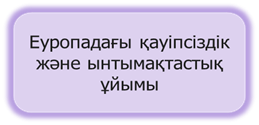 Еуропадағы қауіпсіздік
және ынтымақтастық
ұйымы